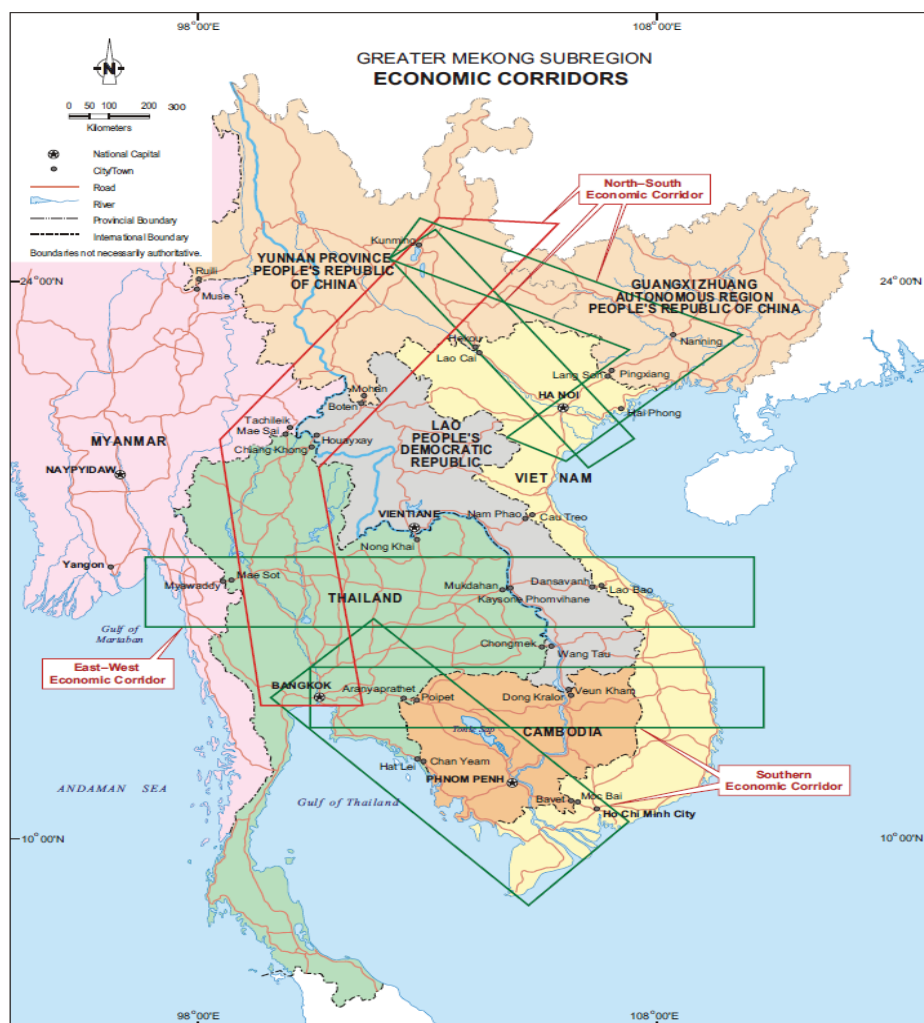 98°00'E
108°00'E
GREATER MEKONG SUBREGION
ECONOMIC CORRIDORS
N
0 50 100 200 300
Kilometers
National Capital
City/Town
Road
River
Provincial Boundary
International Boundary
Boundaries not necessarily authoritative.
North–South
Economic Corridor
Kunming
YUNNAN PROVINCE
PEOPLE'S REPUBLIC
OF CHINA
24°00'N
24°00'N
Ruili
Muse
GUANGXI ZHUANG
AUTONOMOUS REGION
PEOPLE'S REPUBLIC OF CHINA
Nanning
Hekou
Lao Cai
Lang Son
Pingxiang
HA NOI
Hai Phong
Mohan
Boten
Tachileik
Mae Sai
Chiang Khong
Houayxay
LAO
PEOPLE'S
DEMOCRATIC
REPUBLIC
MYANMAR
NAYPYIDAW
VIET NAM
Nam Phao
Cau Treo
VIENTIANE
Nong Khai
Yangon
Myawaddy
Mae Sot
THAILAND
Mukdahan
Kaysone Phomvihane
Dansavanh
Lao Bao
Gulf of
Martaban
East–West
Economic Corridor
Chongmek
Wang Tau
BANGKOK
Aranyaprathet
Poipet
Dong Kralor
Veun Kham
Tonle Sap
CAMBODIA
Hat Lei
Chan Yeam
PHNOM PENH
Southern
Economic Corridor
ANDAMAN SEA
Gulf of Thailand
Bavet
Moc Bai
Ho Chi Minh City
10°00'N
10°00'N
98°00'E
108°00'E